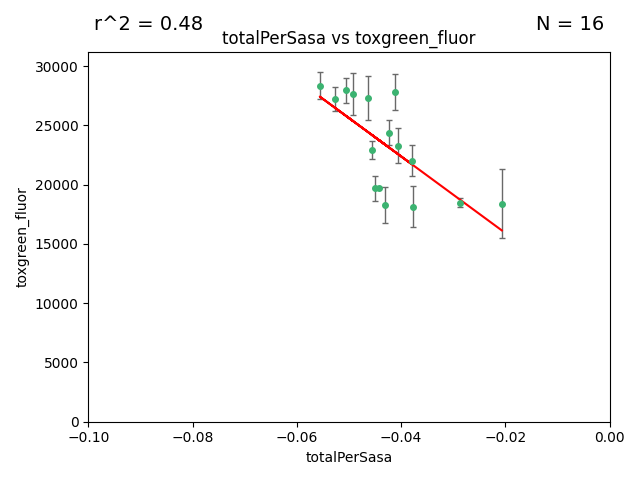 r^2 = 0.48
N = 16
totalPerSasa vs toxgreen_fluor
toxgreen_fluor
30000
25000
20000
15000
10000
5000
0
−0.10
−0.08
−0.06
−0.04
−0.02
0.00
totalPerSasa